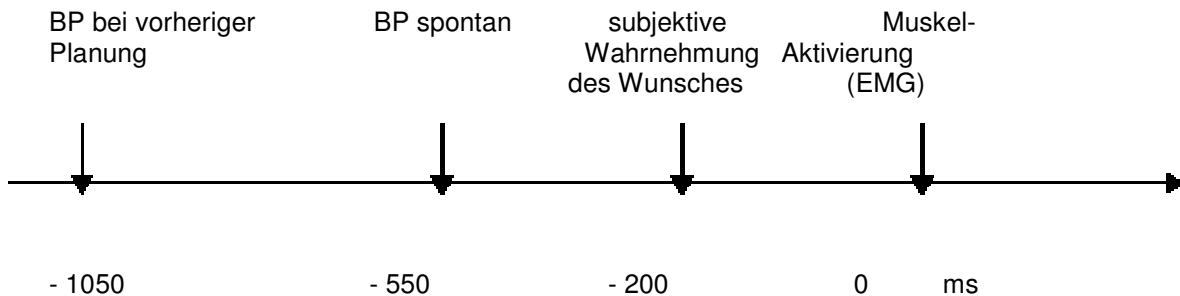 BP bei vorheriger Planung
BP spontan
subjektive Wahrnehmung des Wunsches
Muskel-Aktivierung (EMG)
- 1050
- 550
- 200
0 ms